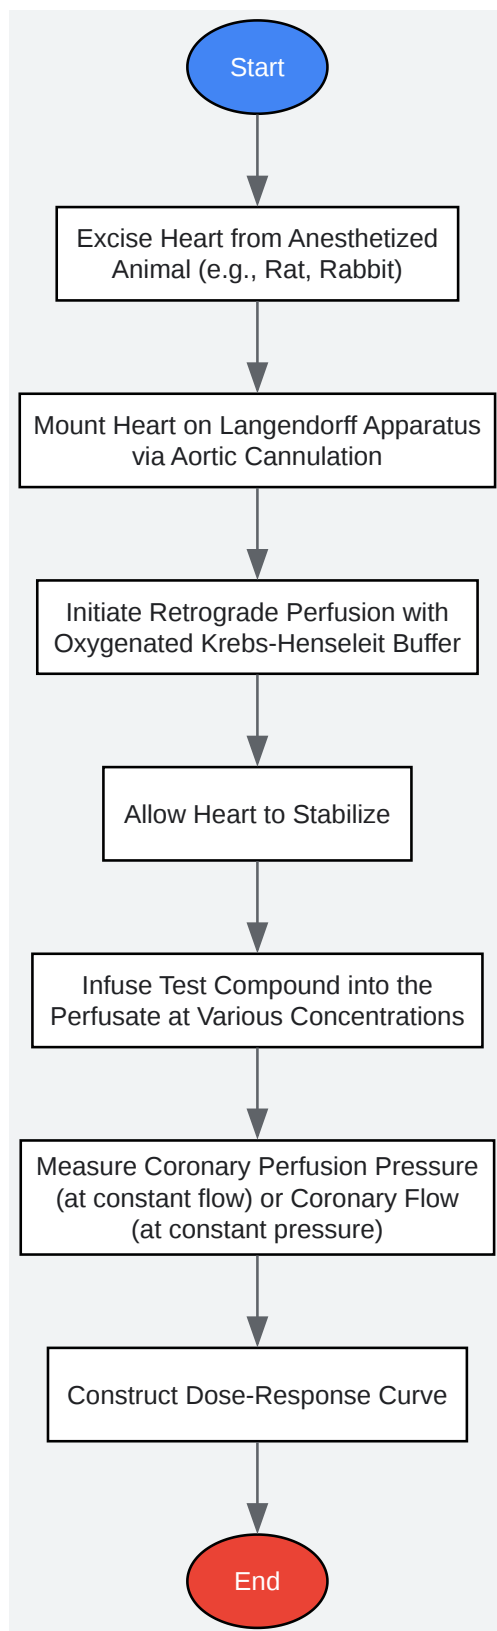 Start
Excise Heart from Anesthetized
Animal (e.g., Rat, Rabbit)
Mount Heart on Langendorff Apparatus
via Aortic Cannulation
Initiate Retrograde Perfusion with
Oxygenated Krebs-Henseleit Buffer
Allow Heart to Stabilize
Infuse Test Compound into the
Perfusate at Various Concentrations
Measure Coronary Perfusion Pressure
(at constant flow) or Coronary Flow
(at constant pressure)
Construct Dose-Response Curve
End